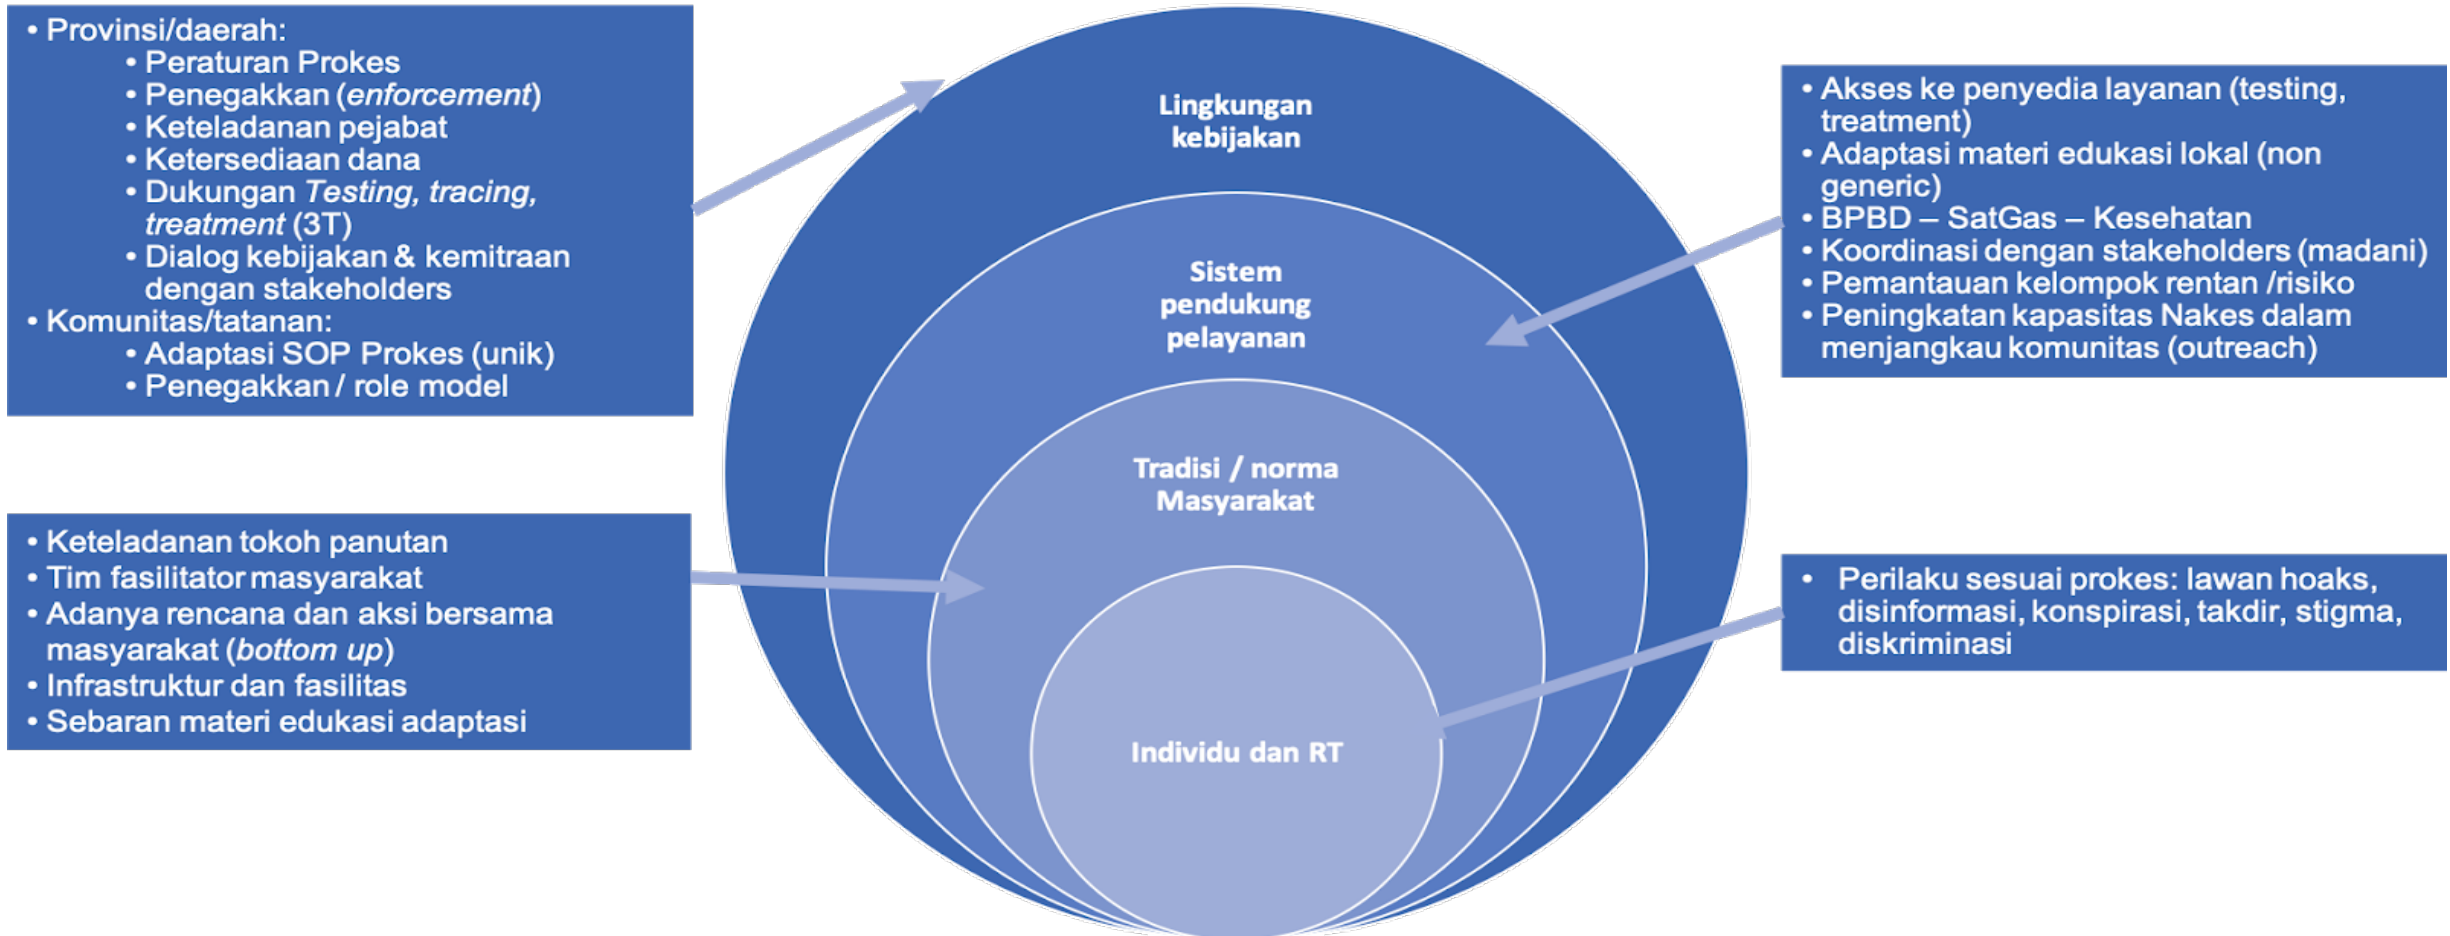 • Provinsi/daerah:
• Peraturan Prokes
• Penegakkan (enforcement)
• Keteladanan pejabat
• Ketersediaan dana
• Dukungan Testing, tracing,
treatment (3T)
• Dialog kebijakan & kemitraan
dengan stakeholders
• Komunitas/tatanan:
• Adaptasi SOP Prokes (unik)
• Penegakkan / role model
• Keteladanan tokoh panutan
• Tim fasilitator masyarakat
• Adanya rencana dan aksi bersama
masyarakat (bottom up)
• Infrastruktur dan fasilitas
• Sebaran materi edukasi adaptasi
Lingkungan
kebijakan
Sistem
pendukung
pelayanan
Tradisi / norma
Masyarakat
Individu dan RT
• Akses ke penyedia layanan (testing,
treatment)
• Adaptasi materi edukasi lokal (non
generic)
• BPBD – SatGas – Kesehatan
• Koordinasi dengan stakeholders (madani)
• Pemantauan kelompok rentan /risiko
• Peningkatan kapasitas Nakes dalam
menjangkau komunitas (outreach)
• Perilaku sesuai prokes: lawan hoaks,
disinformasi, konspirasi, takdir, stigma,
diskriminasi